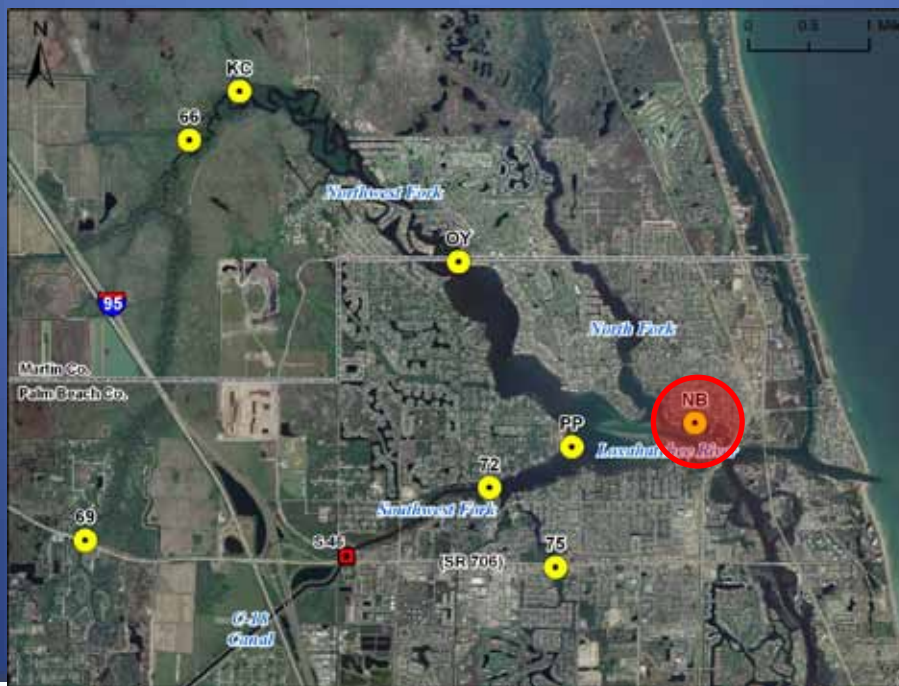 N
0 0.5 1 Mile
KC
66
Northwest Fork
OY
95
North Fork
Martin Co.
Palm Beach Co.
NB
PP
Loxahatchee River
72
Southwest Fork
69
S-46
(SR 706)
75
C-18
Canal